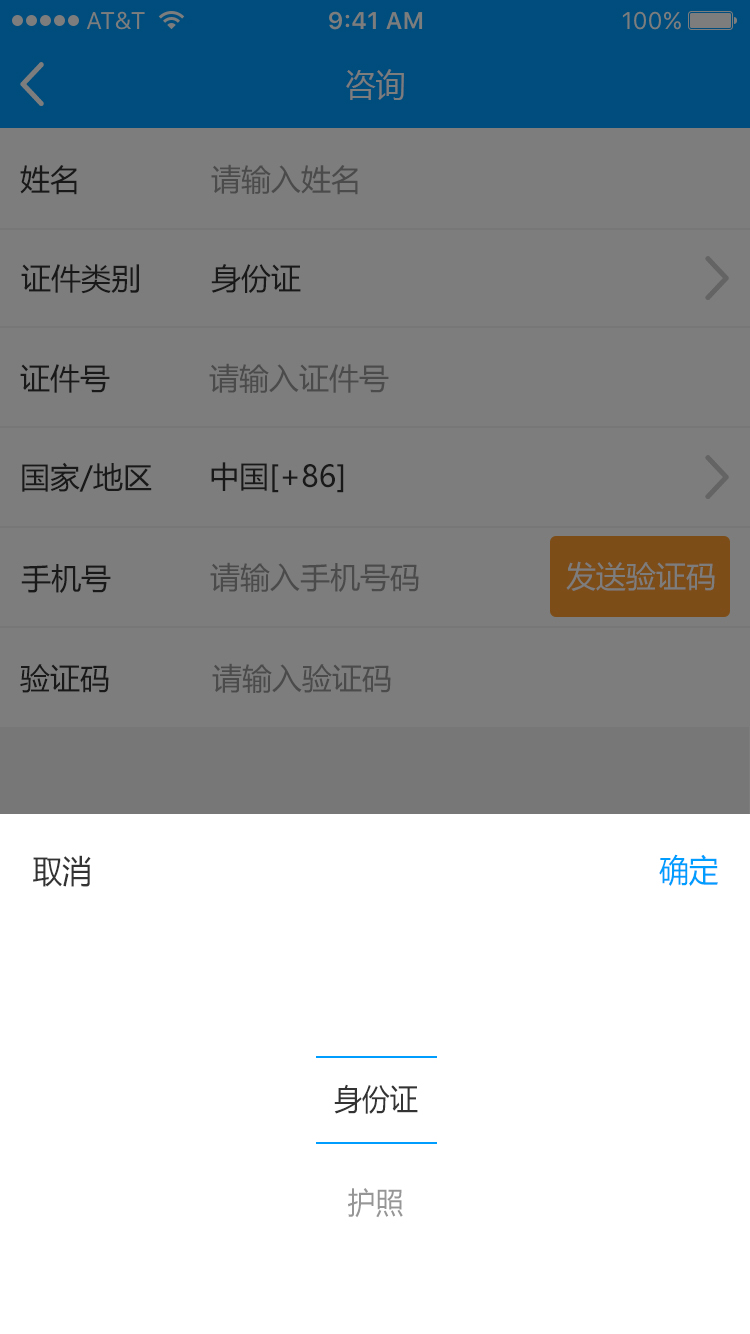 AT&T 9:41 AM 100%
咨询
姓名 请输入姓名
证件类别 身份证
证件号 请输入证件号
国家/地区 中国[+86]
手机号 请输入手机号码 发送验证码
验证码 请输入验证码
取消 确定
身份证
护照